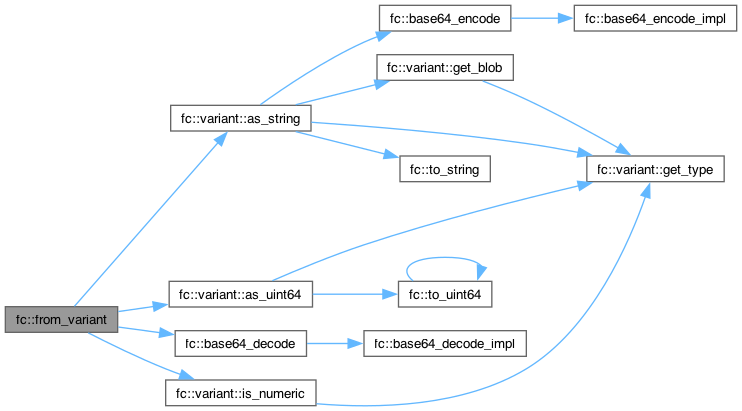 fc::base64_encode
fc::base64_encode_impl
fc::variant::get_blob
fc::variant::as_string
fc::to_string
fc::variant::get_type
fc::variant::as_uint64
fc::to_uint64
fc::from_variant
fc::base64_decode
fc::base64_decode_impl
fc::variant::is_numeric